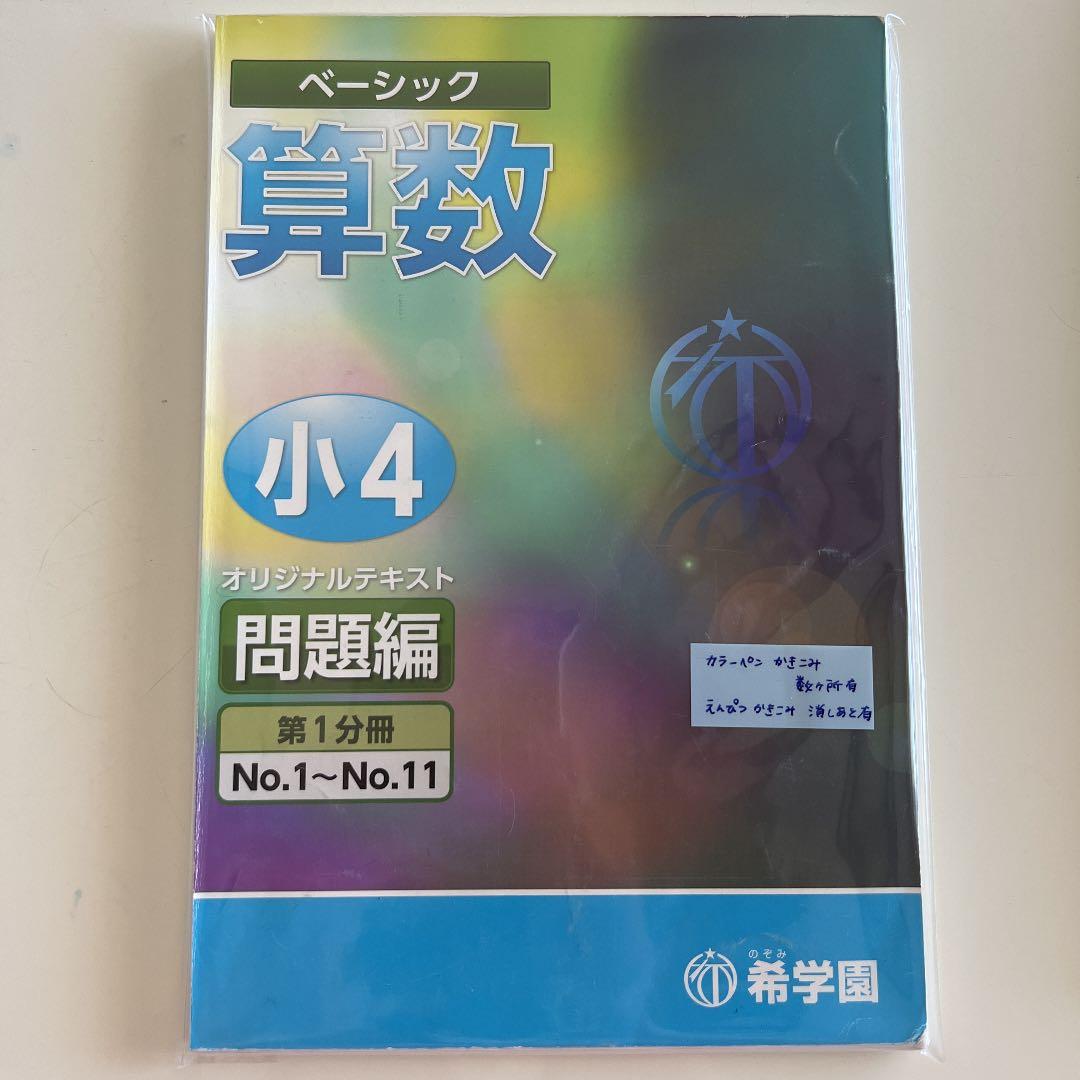 ベーシック
算数
小4
オリジナルテキスト
問題編
第1分冊
No.1〜No.11
カラーペン かきこみ
数ヶ所有
えんぴつ かきこみ 消しあと有
のぞみ
希学園